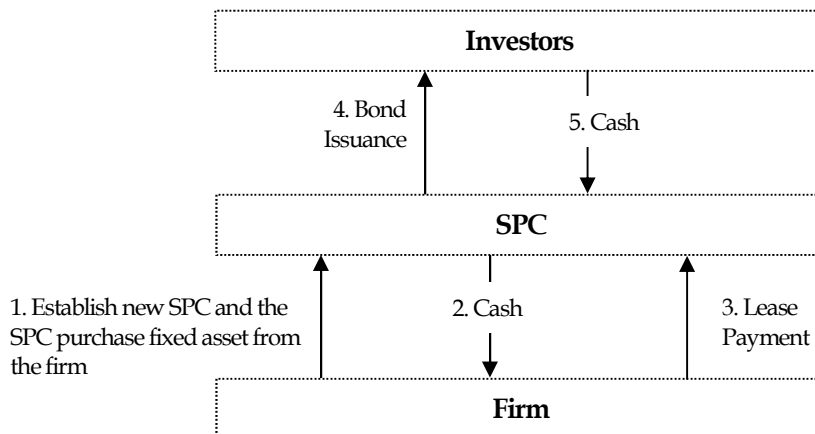 Investors
4. Bond
Issuance
5. Cash
SPC
1. Establish new SPC and the
SPC purchase fixed asset from
the firm
2. Cash
3. Lease
Payment
Firm